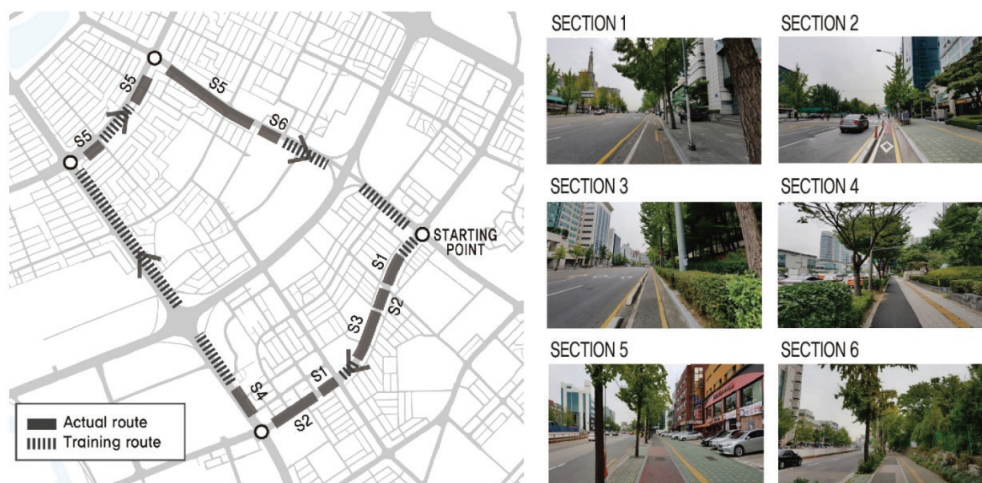 S5
S5
S6
S5
STARTING
POINT
S1
S2
S3
S1
S4
S2
Actual route
Training route
SECTION 1
SECTION 2
SECTION 3
SECTION 4
SECTION 5
SECTION 6